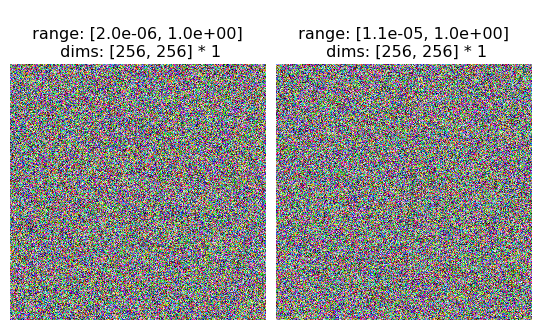 range: [2.0e-06, 1.0e+00]
dims: [256, 256] * 1
range: [1.1e-05, 1.0e+00]
dims: [256, 256] * 1